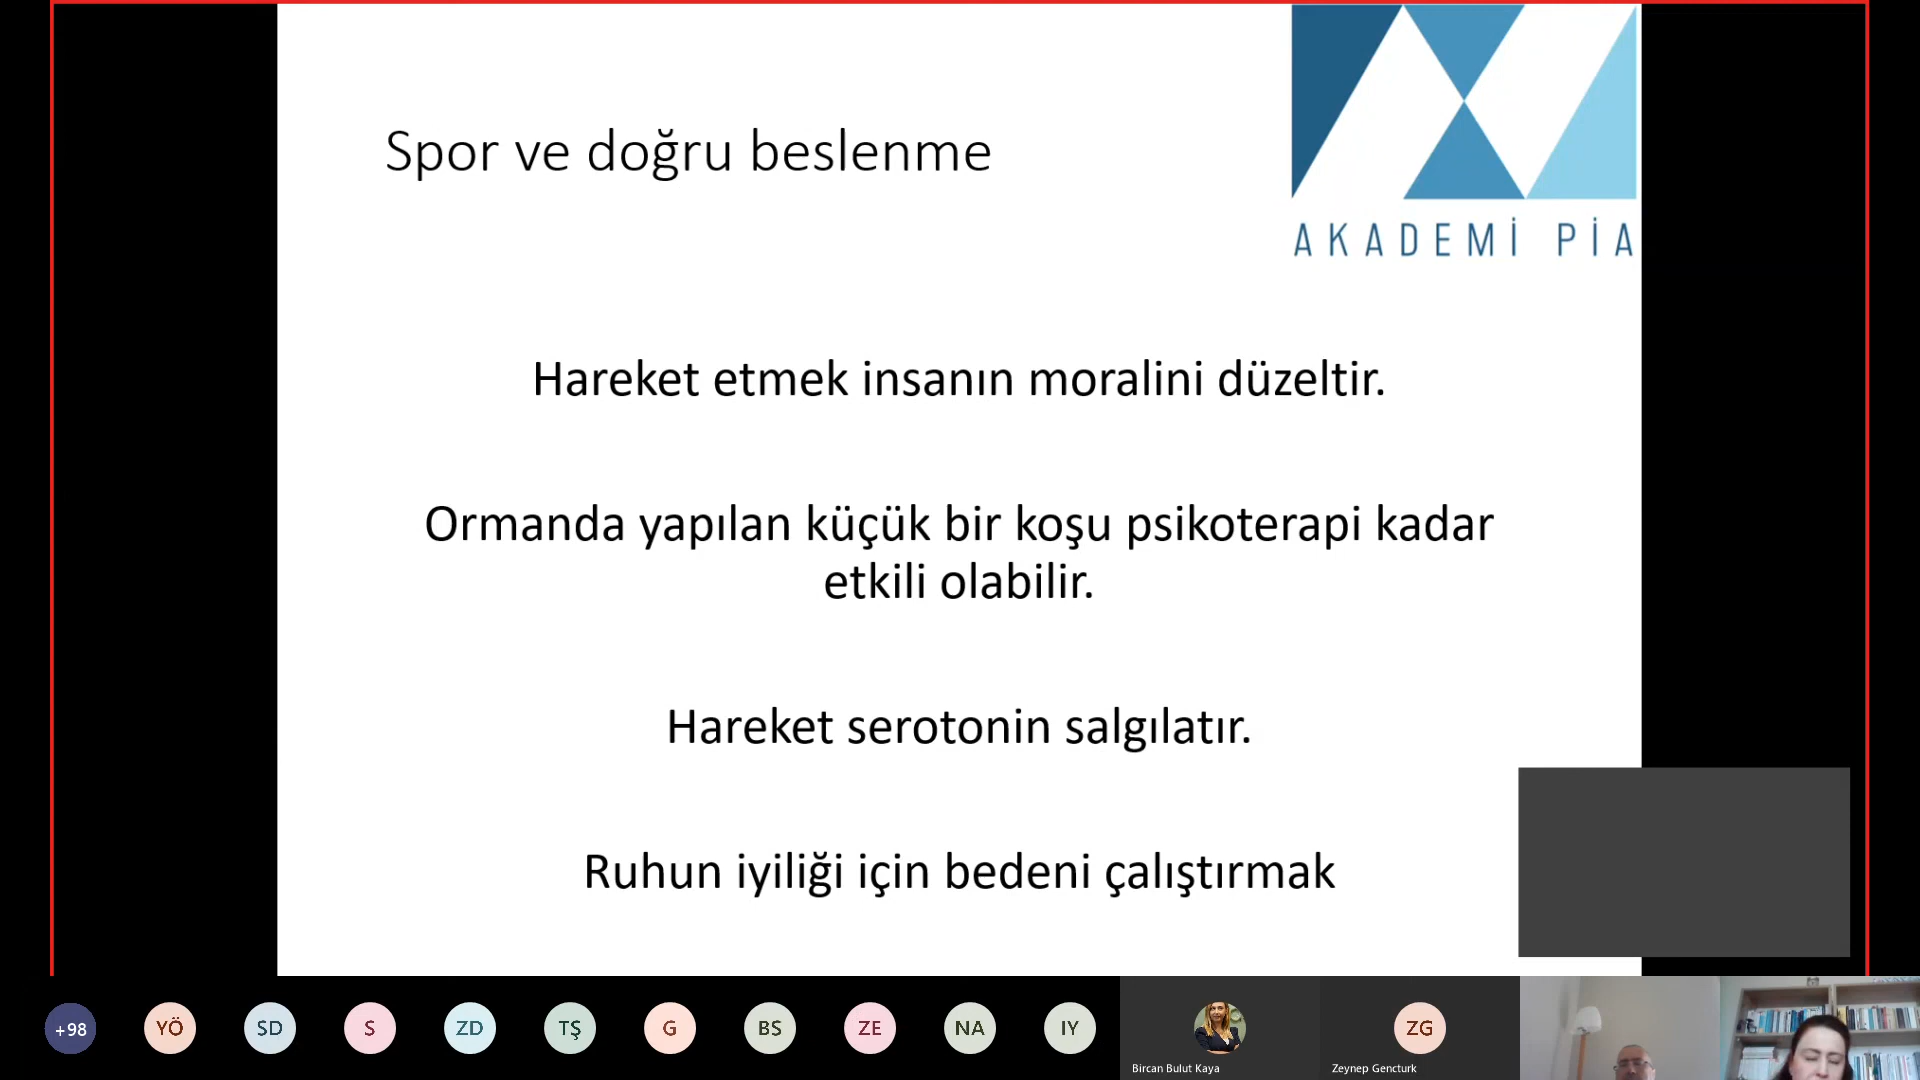 Spor ve doğru beslenme
AKADEMİ PİA
Hareket etmek insanın moralini düzeltir.
Ormanda yapılan küçük bir koşu psikoterapi kadar
etkili olabilir.
Hareket serotonin salgılatır.
Ruhun iyiliği için bedeni çalıştırmak
+98 YÖ SD S ZD TŞ G BS ZE NA IY ZG
Bircan Bulut Kaya Zeynep Gencturk